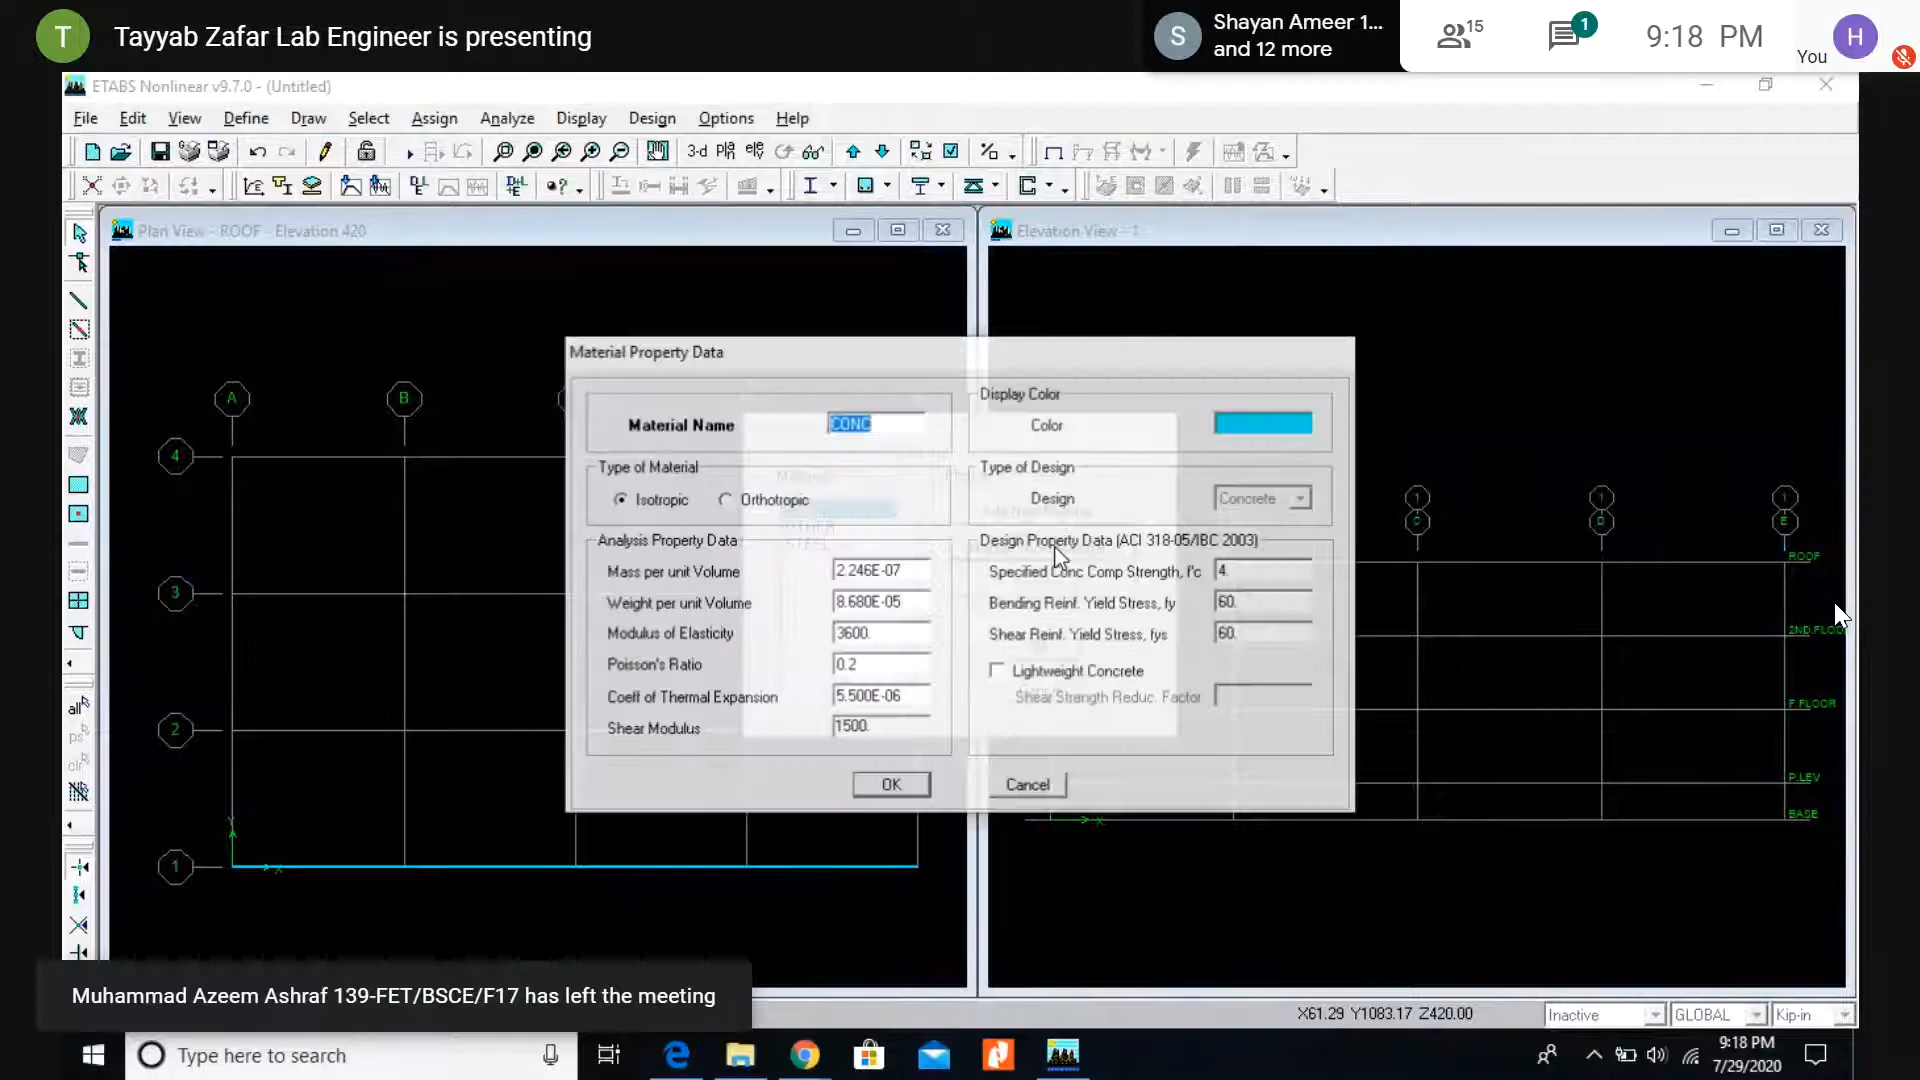 T
Tayyab Zafar Lab Engineer is presenting
S
Shayan Ameer 1...
and 12 more
15
1
9:18 PM
You
H
ETABS Nonlinear v9.7.0 - (Untitled)
File Edit View Define Draw Select Assign Analyze Display Design Options Help
3-d
Plan View - ROOF - Elevation 420
Elevation View - 1
Material Property Data
Material Name CONC
Display Color
Color
Type of Material
Isotropic Orthotropic
Type of Design
Design Concrete
Analysis Property Data
Mass per unit Volume 2.246E-07
Weight per unit Volume 8.680E-05
Modulus of Elasticity 3600.
Poisson's Ratio 0.2
Coeff of Thermal Expansion 5.500E-06
Shear Modulus 1500.
Design Property Data (ACI 318-05/IBC 2003)
Specified Conc Comp Strength, f'c 4.
Bending Reinf. Yield Stress, fy 60.
Shear Reinf. Yield Stress, fys 60.
Lightweight Concrete
Shear Strength Reduc. Factor
OK
Cancel
A
B
4
3
2
1
Y
X
1
C
1
D
1
E
ROOF
2ND.FLOO
F.FLOOR
P.LEV
BASE
X
all
ps
clr
Muhammad Azeem Ashraf 139-FET/BSCE/F17 has left the meeting
X61.29 Y1083.17 Z420.00
Inactive
GLOBAL
Kip-in
Type here to search
9:18 PM
7/29/2020